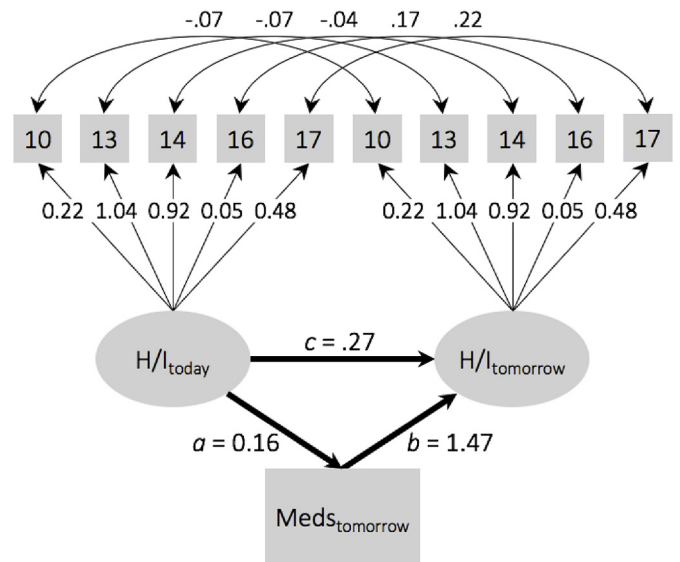 -.07 -.07 -.04 .17 .22
10 13 14 16 17 10 13 14 16 17
0.22 1.04 0.92 0.05 0.48 0.22 1.04 0.92 0.05 0.48
c = .27
H/Itoday H/Itomorrow
a = 0.16 b = 1.47
Medstomorrow